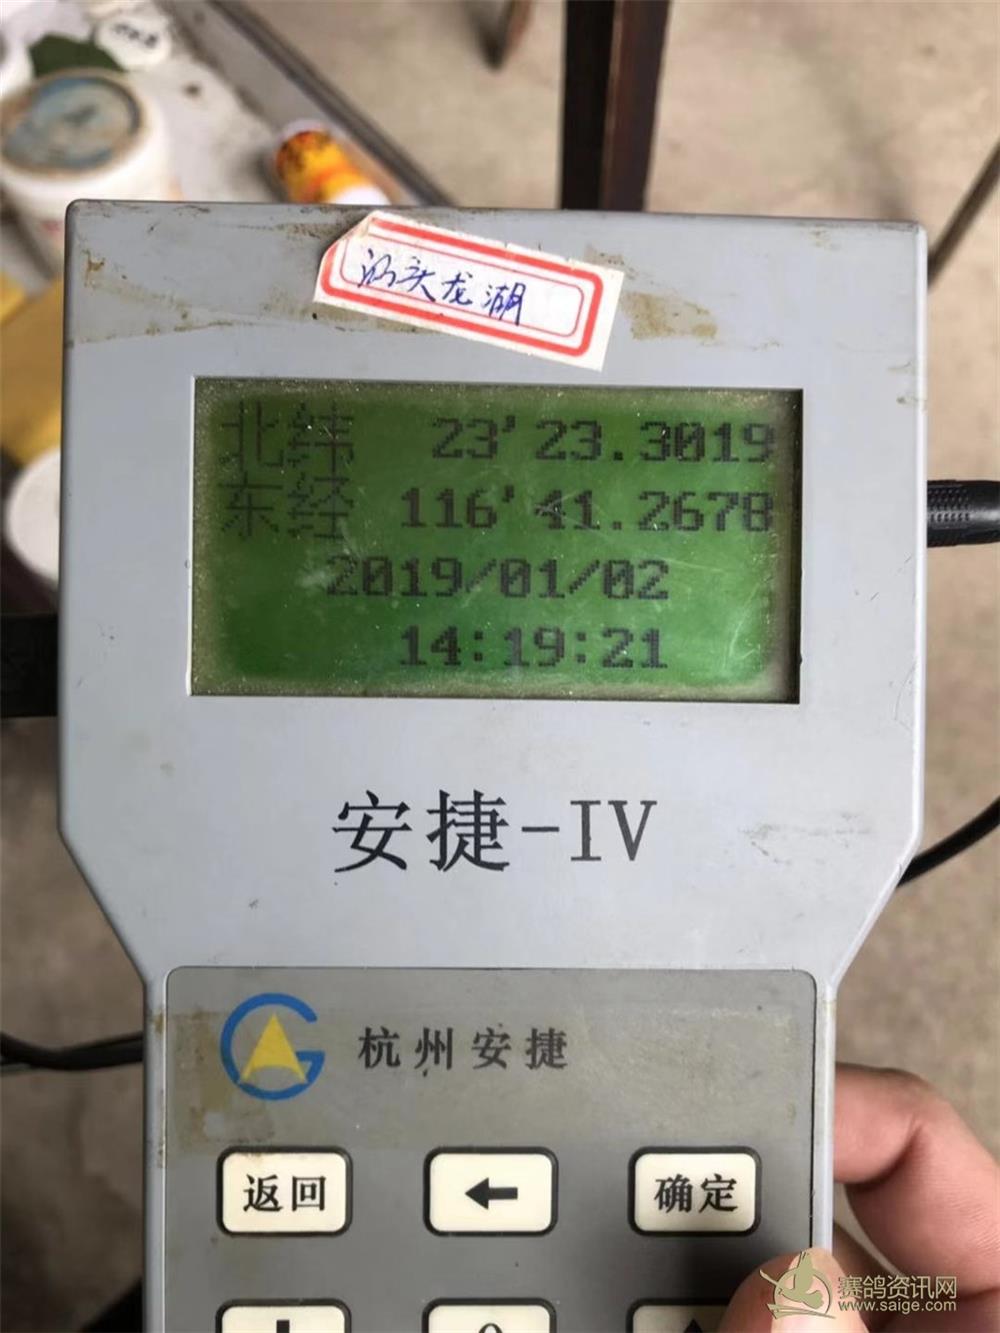 汕头龙湖
北纬 23'23.3019
东经 116'41.2678
2019/01/02
14:19:21
安捷-IV
杭州安捷
返回 ← 确定
赛鸽资讯网
www.saige.com